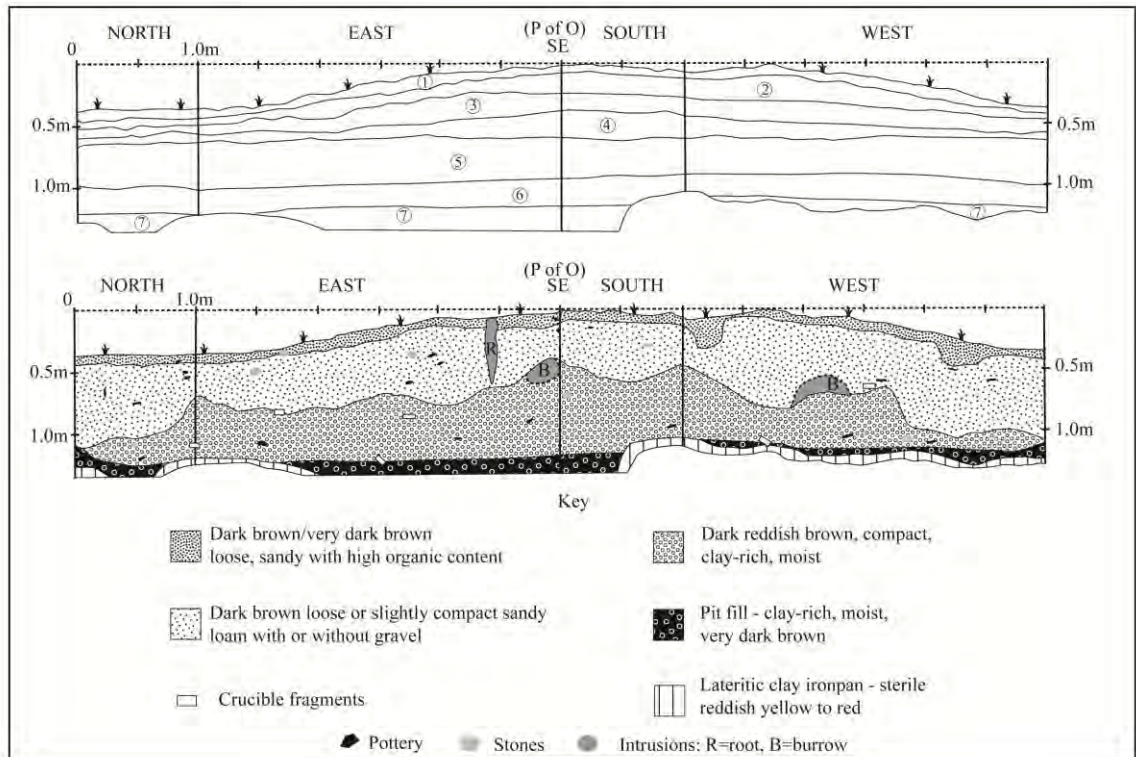 (P of O)
NORTH EAST SE SOUTH WEST
0 1.0m
① ② ③ ④ ⑤ ⑥ ⑦ ⑦ ⑦
0.5m 0.5m
1.0m 1.0m
(P of O)
NORTH EAST SE SOUTH WEST
0 1.0m
R B B
0.5m 0.5m
1.0m 1.0m
Key
Dark brown/very dark brown
loose, sandy with high organic content
Dark reddish brown, compact,
clay-rich, moist
Dark brown loose or slightly compact sandy
loam with or without gravel
Pit fill - clay-rich, moist,
very dark brown
Crucible fragments
Lateritic clay ironpan - sterile
reddish yellow to red
Pottery Stones Intrusions: R=root, B=burrow